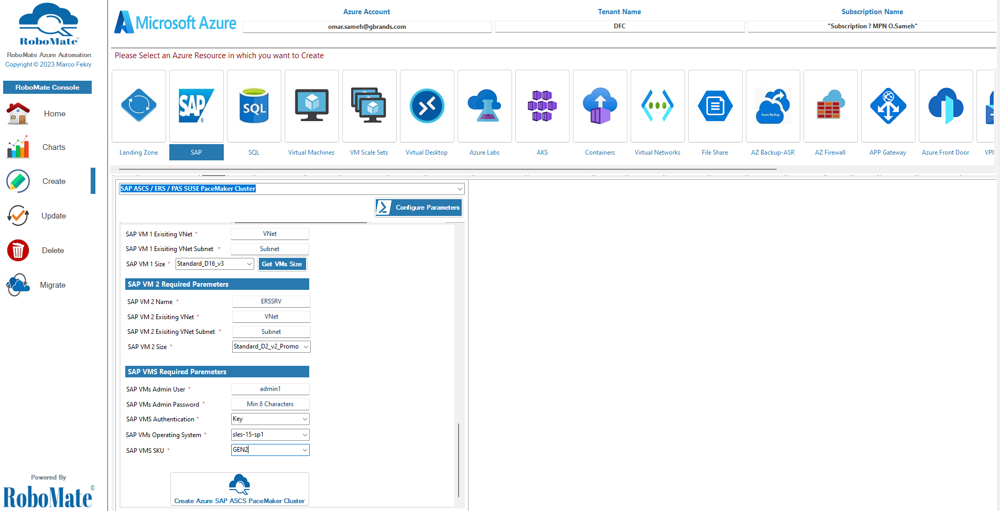 RoboMate
RoboMate Azure Automation
Copyright © 2023 Marco Fekry
RoboMate Console
Home
Charts
Create
Update
Delete
Migrate
Powered By
RoboMate©
Microsoft Azure
Azure Account
omar.sameh@gbrands.com
Tenant Name
DFC
Subscription Name
"Subscription ? MPN O.Sameh"
Please Select an Azure Resource in which you want to Create
SAP®
SQL
Azure Backup
Landing Zone
SAP
SQL
Virtual Machines
VM Scale Sets
Virtual Desktop
Azure Labs
AKS
Containers
Virtual Networks
File Share
AZ Backup-ASR
AZ Firewall
APP Gateway
Azure Front Door
VPN
SAP ASCS / ERS / PAS SUSE PaceMaker Cluster
Configure Parameters
SAP VM 1 Exisiting VNet * VNet
SAP VM 1 Exisiting VNet Subnet * Subnet
SAP VM 1 Size * Standard_D16_v3 Get VMs Size
SAP VM 2 Required Paremeters
SAP VM 2 Name * ERSSRV
SAP VM 2 Exisiting VNet * VNet
SAP VM 2 Exisiting VNet Subnet * Subnet
SAP VM 2 Size * Standard_D2_v2_Promo
SAP VMS Required Paremeters
SAP VMs Admin User * admin1
SAP VMs Admin Password * Min 8 Characters
SAP VMS Authentication * Key
SAP VMs Operating System * sles-15-sp1
SAP VMS SKU * GEN2
Create Azure SAP ASCS PaceMaker Cluster